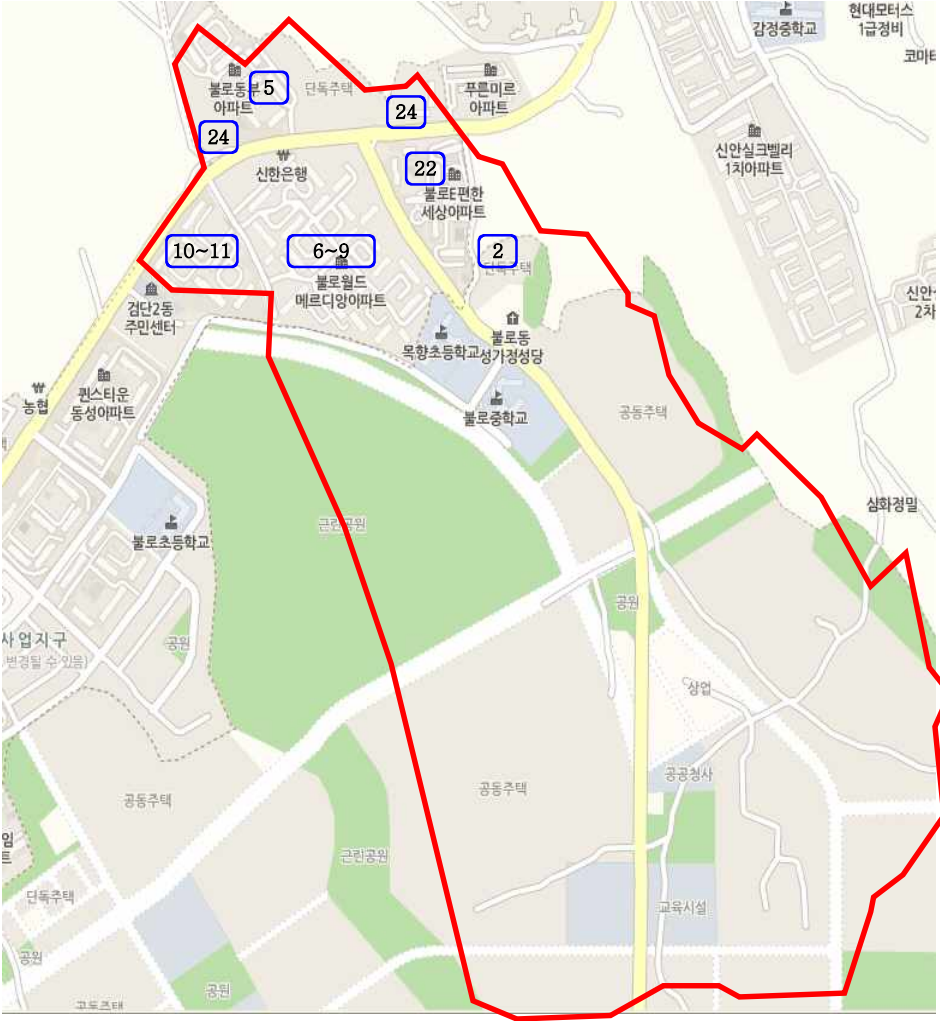 현대모터스
1급정비
감정중학교
불로동부
아파트
5
단독주택
24
푸른미르
아파트
24
신한은행
22
불로E편한
세상아파트
신안실크벨리
1차아파트
10~11
6~9
2
단독주택
불로월드
메르디앙아파트
검단2동
주민센터
목향초등학교
불로동
성가정성당
2차
농협
퀸스타운
동성아파트
불로중학교
공동주택
근린공원
삼화정밀
불로초등학교
공원
공원
사업지구
변경될 수 있음)
상업
공공청사
공동주택
공동주택
근린공원
단독주택
교육시설
공원
공원
공동주택